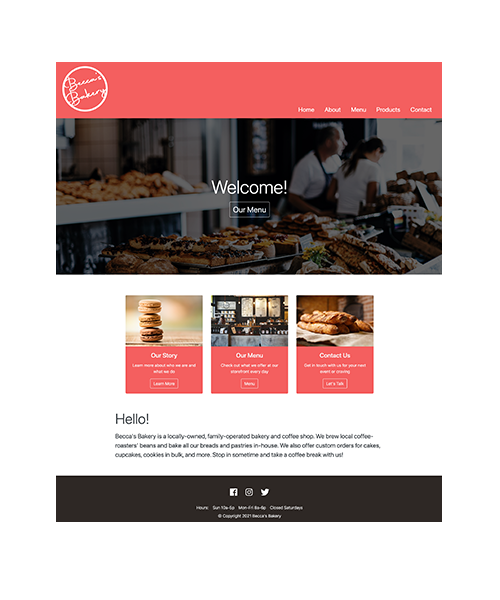 Becca's
Bakery
Home About Menu Products Contact
Welcome!
Our Menu
Our Story
Learn more about who we are and
what we do
Learn More
Our Menu
Check out what we offer at our
storefront every day
Menu
Contact Us
Get in touch with us for your next
event or craving
Let's Talk
Hello!
Becca's Bakery is a locally-owned, family-operated bakery and coffee shop. We brew local coffee-
roasters' beans and bake all our breads and pastries in-house. We also offer custom orders for cakes,
cupcakes, cookies in bulk, and more. Stop in sometime and take a coffee break with us!
Hours: Sun 10a-5p Mon-Fri 8a-8p Closed Saturdays
© Copyright 2021 Becca's Bakery